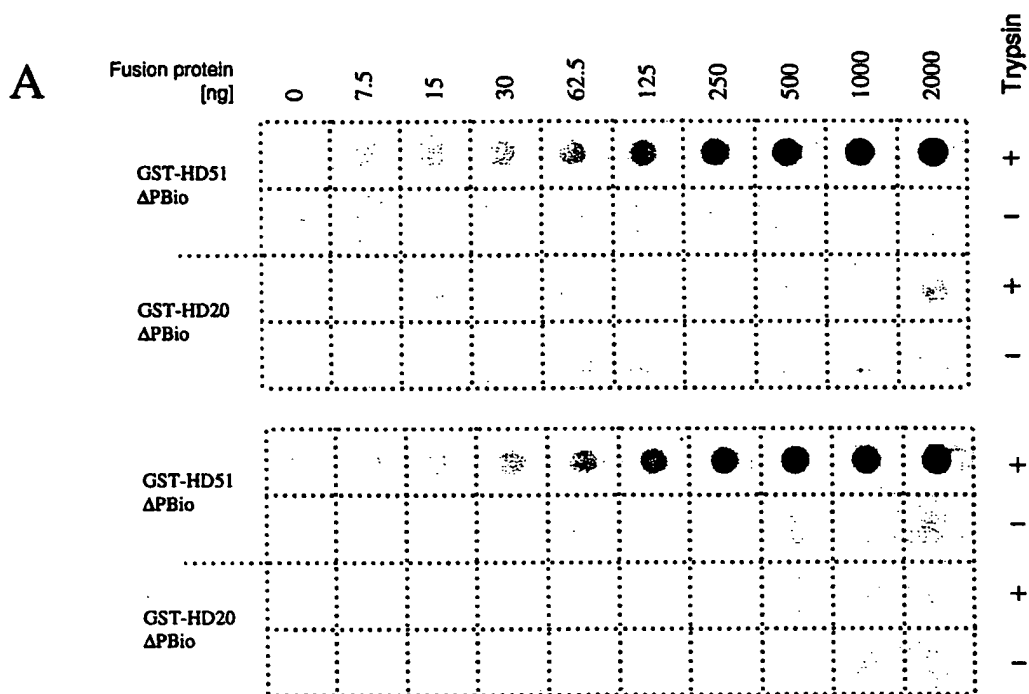 A
Fusion protein
[ng]
0 7.5 15 30 62.5 125 250 500 1000 2000 Trypsin
GST-HD51
ΔPBio
+
−
GST-HD20
ΔPBio
+
−
GST-HD51
ΔPBio
+
−
GST-HD20
ΔPBio
+
−